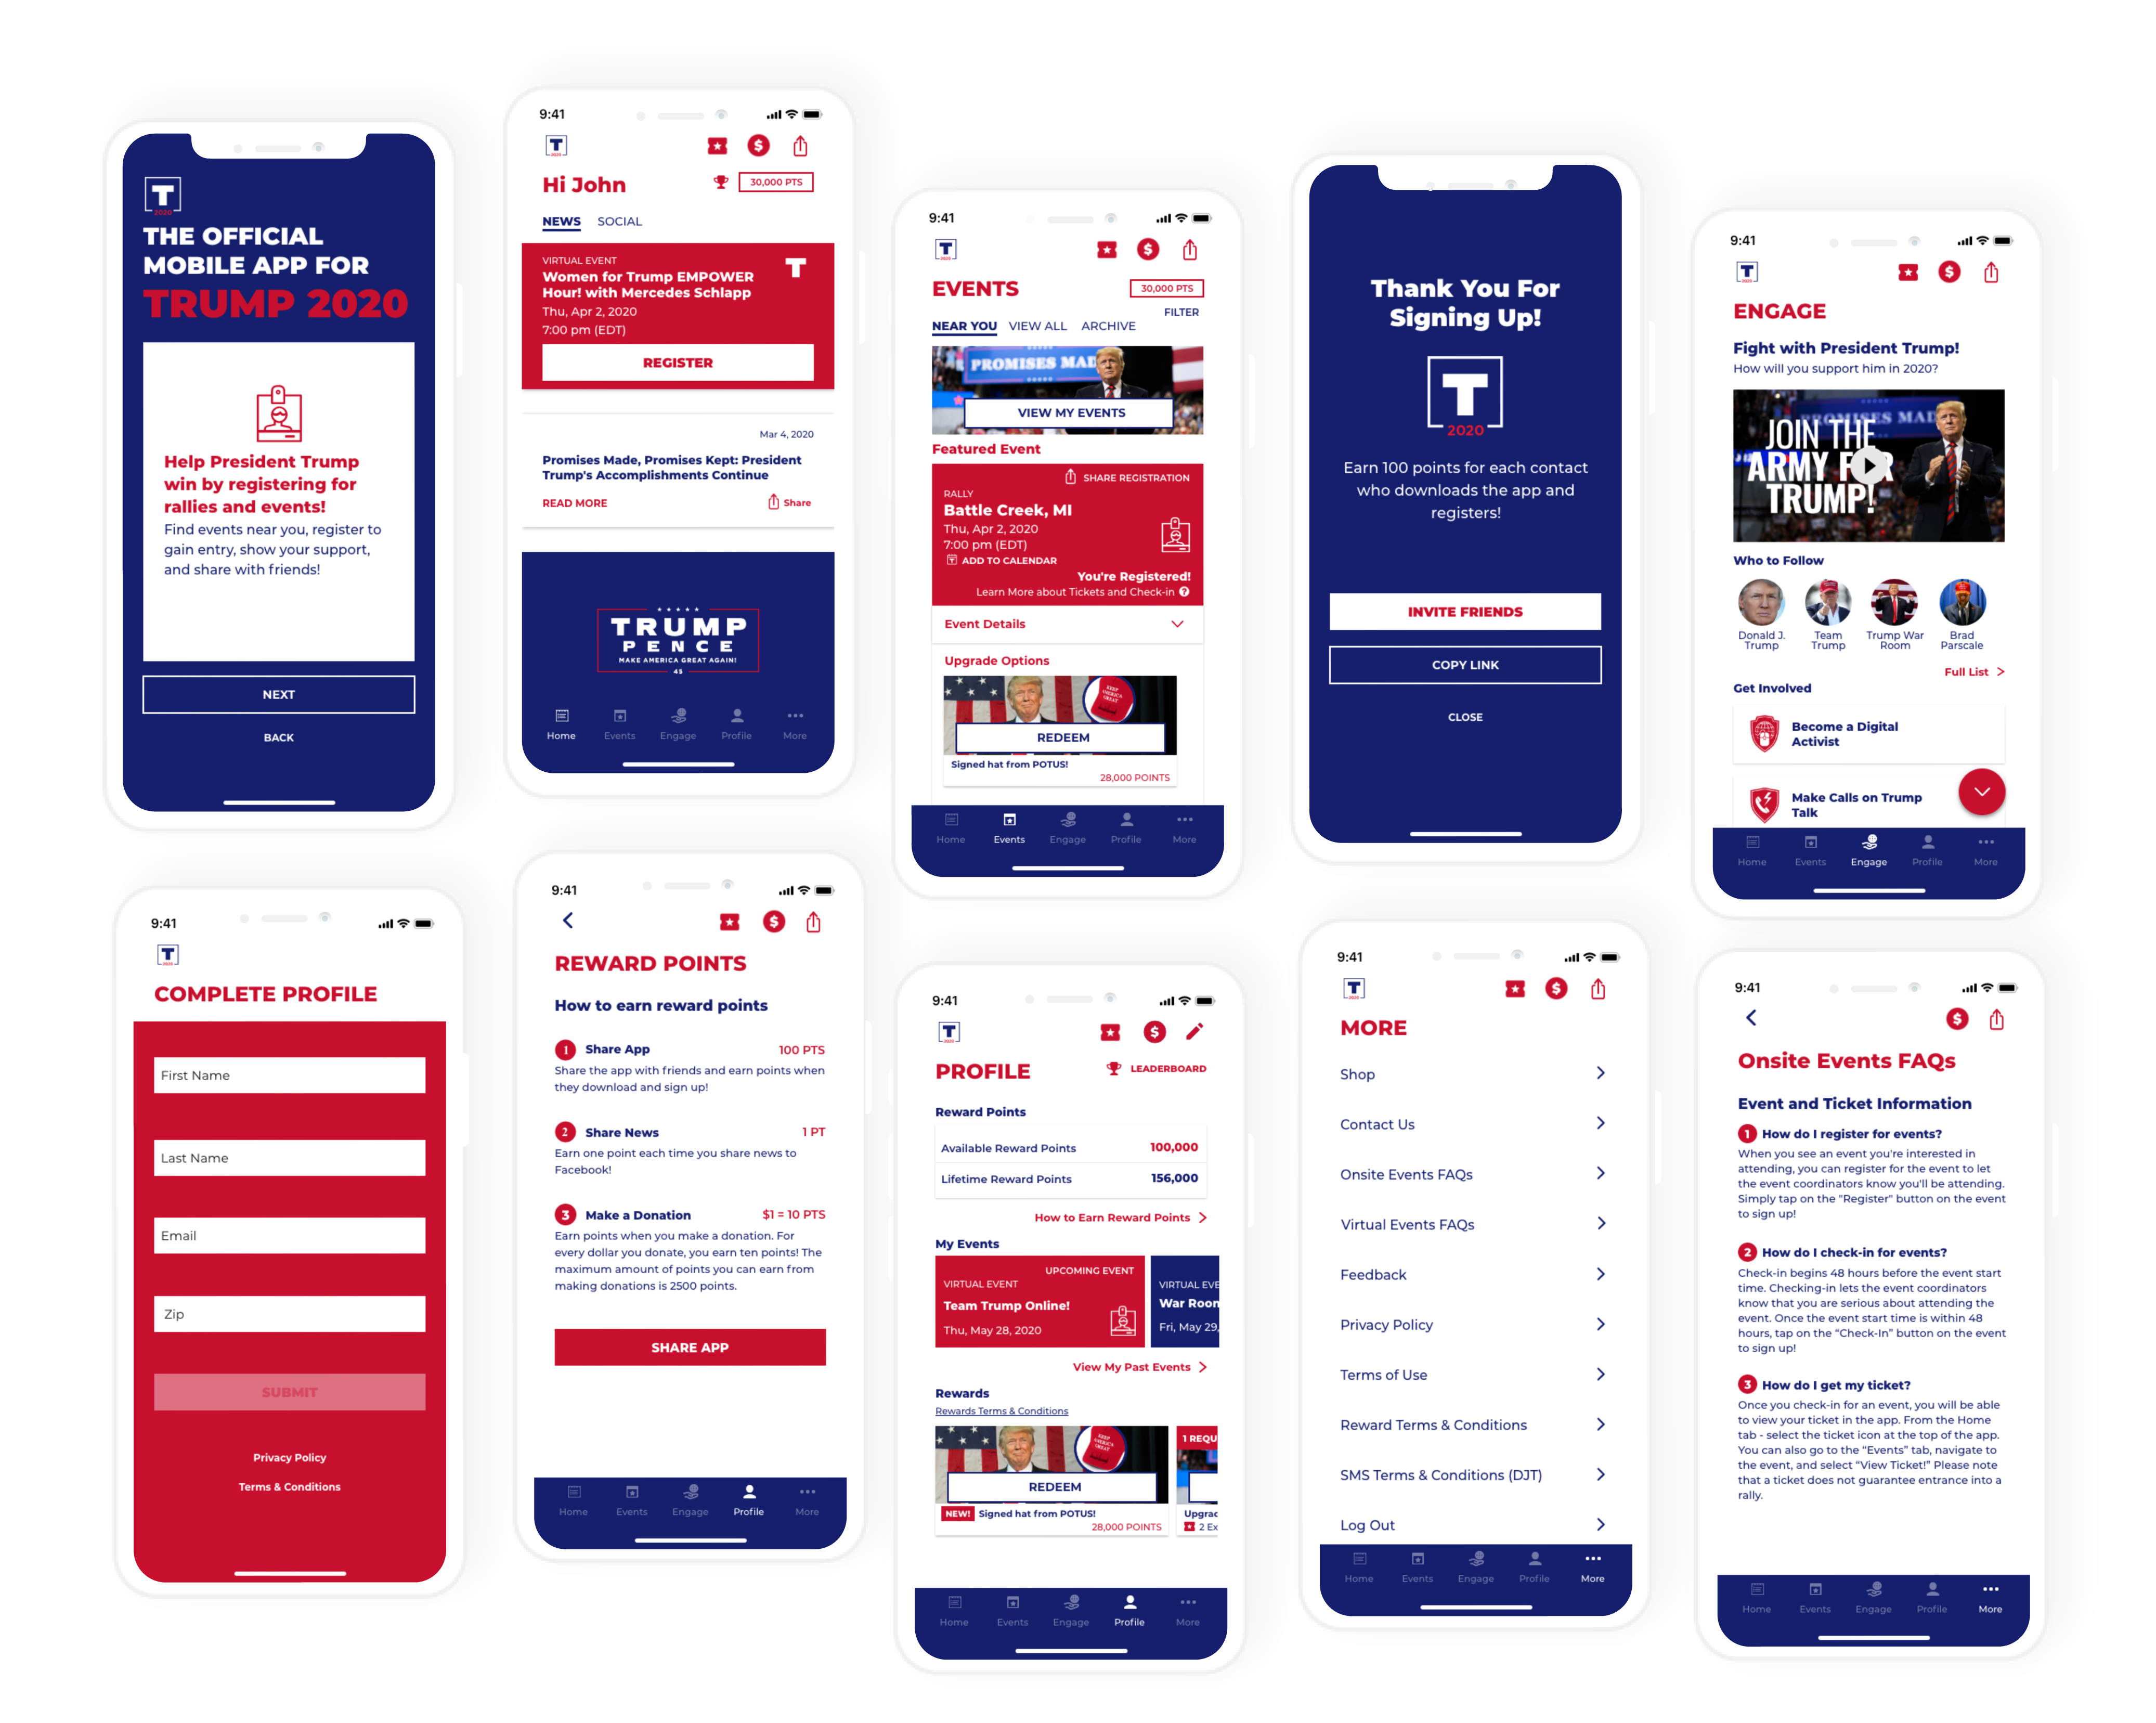 T
2020
THE OFFICIAL
MOBILE APP FOR
TRUMP 2020
Help President Trump
win by registering for
rallies and events!
Find events near you, register to
gain entry, show your support,
and share with friends!
NEXT
BACK
9:41
T
2020
Hi John
30,000 PTS
NEWS SOCIAL
VIRTUAL EVENT
Women for Trump EMPOWER
Hour! with Mercedes Schlapp
T
Thu, Apr 2, 2020
7:00 pm (EDT)
REGISTER
Mar 4, 2020
Promises Made, Promises Kept: President
Trump's Accomplishments Continue
READ MORE Share
TRUMP
PENCE
MAKE AMERICA GREAT AGAIN!
45
Home Events Engage Profile More
9:41
T
2020
EVENTS
30,000 PTS
FILTER
NEAR YOU VIEW ALL ARCHIVE
PROMISES MAD
VIEW MY EVENTS
Featured Event
SHARE REGISTRATION
RALLY
Battle Creek, MI
Thu, Apr 2, 2020
7:00 pm (EDT)
ADD TO CALENDAR
You're Registered!
Learn More about Tickets and Check-in ?
Event Details
Upgrade Options
KEEP
AMERICA
GREAT
REDEEM
Signed hat from POTUS!
28,000 POINTS
Home Events Engage Profile More
Thank You For
Signing Up!
T
2020
Earn 100 points for each contact
who downloads the app and
registers!
INVITE FRIENDS
COPY LINK
CLOSE
9:41
T
2020
ENGAGE
Fight with President Trump!
How will you support him in 2020?
PROMISES MAD
JOIN THE
ARMY FOR
TRUMP!
Who to Follow
Donald J.
Trump
Team
Trump
Trump War
Room
Brad
Parscale
Full List >
Get Involved
Become a Digital
Activist
Make Calls on Trump
Talk
Home Events Engage Profile More
9:41
T
2020
COMPLETE PROFILE
First Name
Last Name
Email
Zip
SUBMIT
Privacy Policy
Terms & Conditions
9:41
REWARD POINTS
How to earn reward points
1 Share App 100 PTS
Share the app with friends and earn points when
they download and sign up!
2 Share News 1 PT
Earn one point each time you share news to
Facebook!
3 Make a Donation $1 = 10 PTS
Earn points when you make a donation. For
every dollar you donate, you earn ten points! The
maximum amount of points you can earn from
making donations is 2500 points.
SHARE APP
Home Events Engage Profile More
9:41
T
2020
PROFILE
LEADERBOARD
Reward Points
Available Reward Points 100,000
Lifetime Reward Points 156,000
How to Earn Reward Points >
My Events
UPCOMING EVENT
VIRTUAL EVENT
Team Trump Online!
Thu, May 28, 2020
VIRTUAL EVE
War Room
Fri, May 29,
View My Past Events >
Rewards
Rewards Terms & Conditions
KEEP
AMERICA
GREAT
REDEEM
NEW! Signed hat from POTUS!
28,000 POINTS
1 REQU
Upgrac
2 Ex
Home Events Engage Profile More
9:41
T
2020
MORE
Shop
Contact Us
Onsite Events FAQs
Virtual Events FAQs
Feedback
Privacy Policy
Terms of Use
Reward Terms & Conditions
SMS Terms & Conditions (DJT)
Log Out
Home Events Engage Profile More
9:41
Onsite Events FAQs
Event and Ticket Information
1 How do I register for events?
When you see an event you're interested in
attending, you can register for the event to let
the event coordinators know you'll be attending.
Simply tap on the "Register" button on the event
to sign up!
2 How do I check-in for events?
Check-in begins 48 hours before the event start
time. Checking-in lets the event coordinators
know that you are serious about attending the
event. Once the event start time is within 48
hours, tap on the “Check-In” button on the event
to sign up!
3 How do I get my ticket?
Once you check-in for an event, you will be able
to view your ticket in the app. From the Home
tab - select the ticket icon at the top of the app.
You can also go to the “Events” tab, navigate to
the event, and select “View Ticket!” Please note
that a ticket does not guarantee entrance into a
rally.
Home Events Engage Profile More